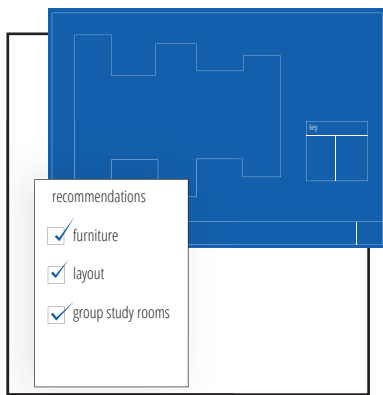 key
recommendations
furniture
layout
group study rooms